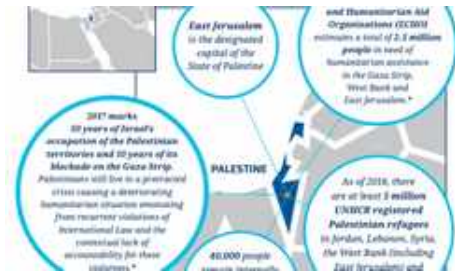 East Jerusalem
is the designated
capital of the
State of Palestine
and Humanitarian Aid
Organisations (ECHO)
estimates a total of 2.3 million
people in need of
humanitarian assistance
in the Gaza Strip,
West Bank and
East Jerusalem.*
2017 marks
50 years of Israel's
occupation of the Palestinian
territories and 10 years of its
blockade on the Gaza Strip.
Palestinians still live in a protracted
crisis causing a deteriorating
humanitarian situation emanating
from recurrent violations of
International Law and the
continual lack of
accountability for these
violations.*
PALESTINE
As of 2016, there
are at least 5 million
UNHCR registered
Palestinian refugees
in Jordan, Lebanon, Syria,
the West Bank (including
East Jerusalem) and
40,000 people
remain internally